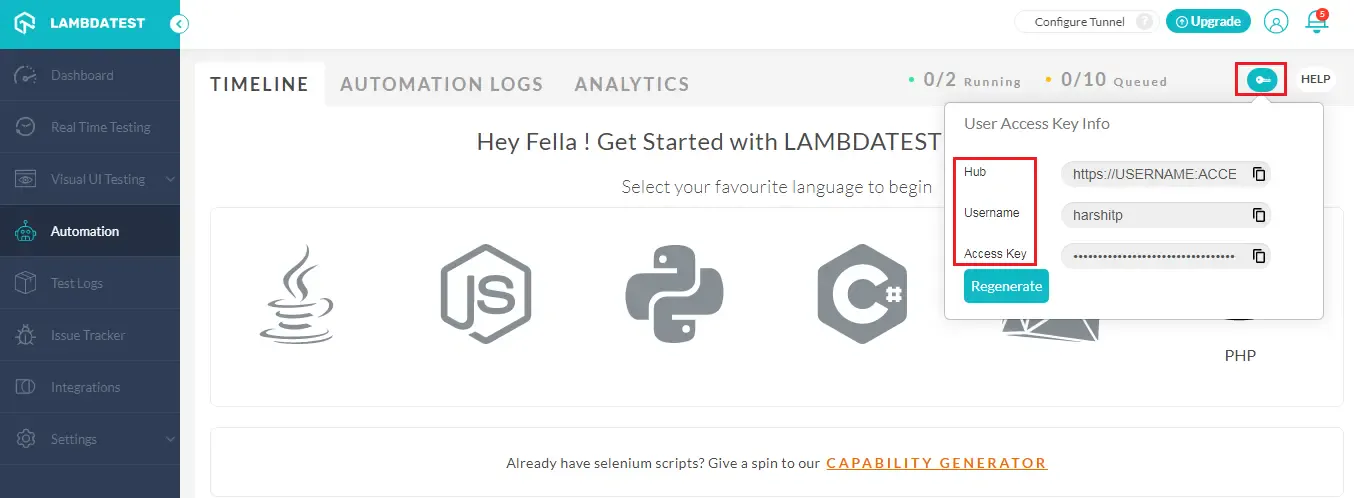 LAMBDATEST
Configure Tunnel ?
Upgrade
5
Dashboard
Real Time Testing
Visual UI Testing
Automation
Test Logs
Issue Tracker
Integrations
Settings
TIMELINE
AUTOMATION LOGS
ANALYTICS
0/2 Running
0/10 Queued
HELP
User Access Key Info
Hub
https://USERNAME:ACCE
Username
harshitp
Access Key
••••••••••••••••••••••••••••••••
Regenerate
Hey Fella ! Get Started with LAMBDATEST
Select your favourite language to begin
JS
C#
PHP
Already have selenium scripts? Give a spin to our CAPABILITY GENERATOR